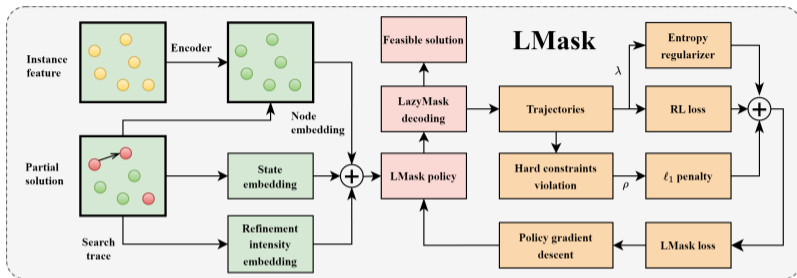 Instance
feature
Encoder
Node
embedding
Partial
solution
Search
trace
State
embedding
Refinement
intensity
embedding
Feasible solution
LazyMask
decoding
LMask policy
LMask
Trajectories
λ
Entropy
regularizer
RL loss
Hard constraints
violation
ρ
ℓ₁ penalty
Policy gradient
descent
LMask loss